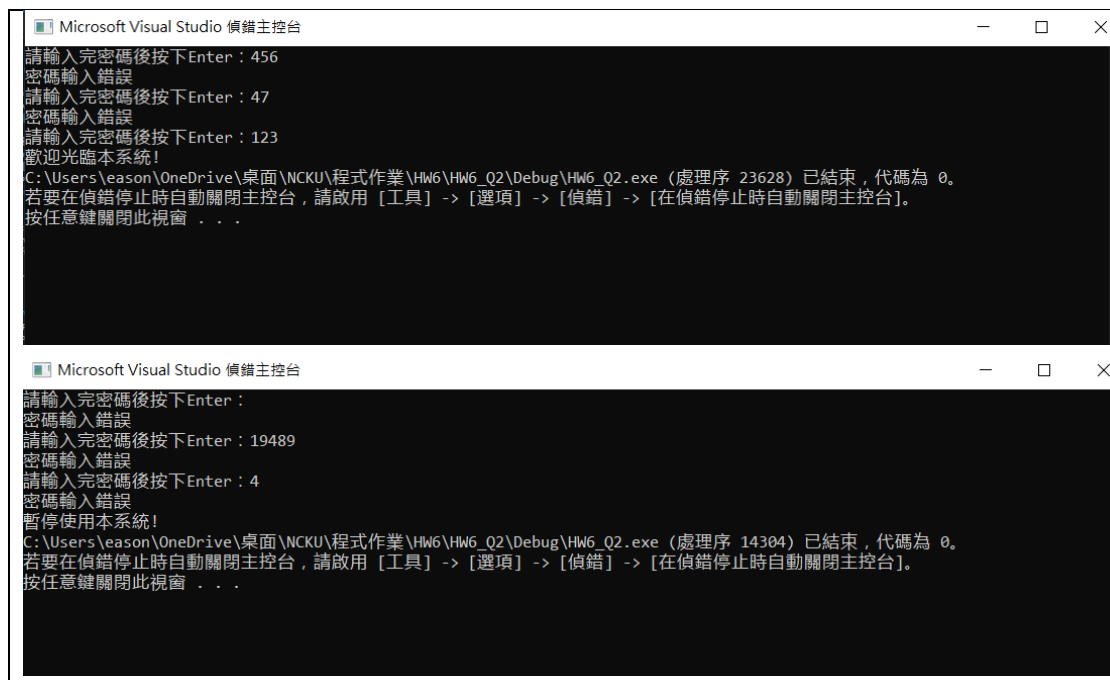 Microsoft Visual Studio 偵錯主控台
請輸入完密碼後按下Enter：456
密碼輸入錯誤
請輸入完密碼後按下Enter：47
密碼輸入錯誤
請輸入完密碼後按下Enter：123
歡迎光臨本系統!
C:\Users\eason\OneDrive\桌面\NCKU\程式作業\HW6\HW6_Q2\Debug\HW6_Q2.exe (處理序 23628) 已結束，代碼為 0。
若要在偵錯停止時自動關閉主控台，請啟用 [工具] -> [選項] -> [偵錯] -> [在偵錯停止時自動關閉主控台]。
按任意鍵關閉此視窗 . . .
Microsoft Visual Studio 偵錯主控台
請輸入完密碼後按下Enter：
密碼輸入錯誤
請輸入完密碼後按下Enter：19489
密碼輸入錯誤
請輸入完密碼後按下Enter：4
密碼輸入錯誤
暫停使用本系統!
C:\Users\eason\OneDrive\桌面\NCKU\程式作業\HW6\HW6_Q2\Debug\HW6_Q2.exe (處理序 14304) 已結束，代碼為 0。
若要在偵錯停止時自動關閉主控台，請啟用 [工具] -> [選項] -> [偵錯] -> [在偵錯停止時自動關閉主控台]。
按任意鍵關閉此視窗 . . .